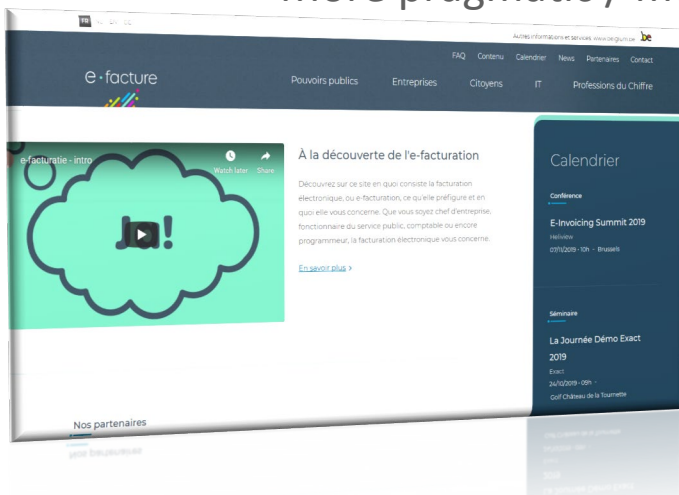 FR NL EN DE
Autres informations et services: www.belgium.be .be
FAQ Contenu Calendrier News Partenaires Contact
e·facture
Pouvoirs publics Entreprises Citoyens IT Professions du Chiffre
e-facturatie - intro
Watch later Share
Ja!
À la découverte de l'e-facturation
Découvrez sur ce site en quoi consiste la facturation
électronique, ou e-facturation, ce qu'elle préfigure et en
quoi elle vous concerne. Que vous soyez chef d'entreprise,
fonctionnaire du service public, comptable ou encore
programmeur, la facturation électronique vous concerne.
En savoir plus >
Calendrier
Conférence
E-Invoicing Summit 2019
Heliview
07/11/2019 - 10h - Brussels
Séminaire
La Journée Démo Exact
2019
Exact
24/10/2019 - 09h -
Golf Château de la Tournette
Nos partenaires